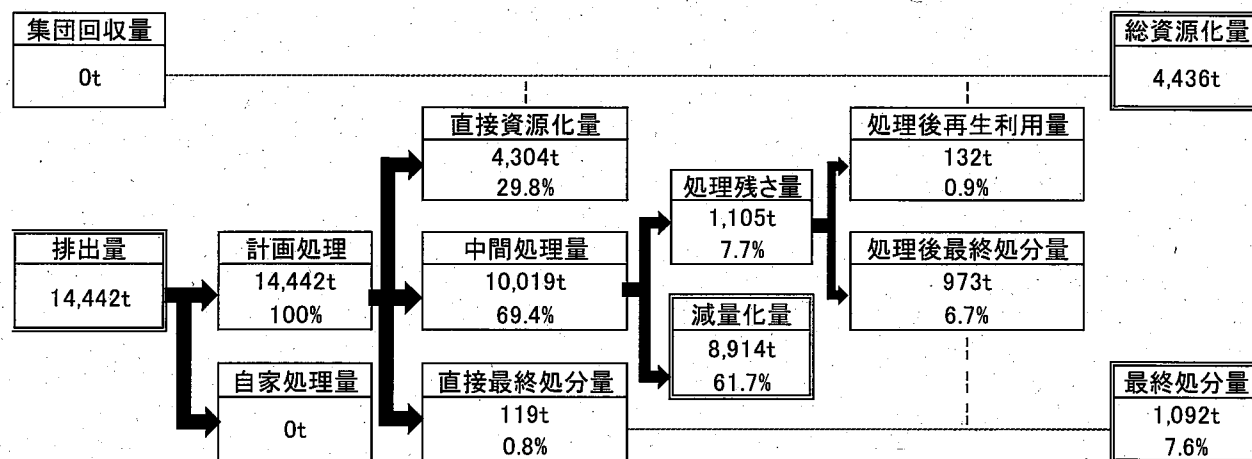 集団回収量
0t
総資源化量
4,436t
直接資源化量
4,304t
29.8%
処理後再生利用量
132t
0.9%
処理残さ量
1,105t
7.7%
排出量
14,442t
計画処理
14,442t
100%
中間処理量
10,019t
69.4%
処理後最終処分量
973t
6.7%
減量化量
8,914t
61.7%
自家処理量
0t
直接最終処分量
119t
0.8%
最終処分量
1,092t
7.6%